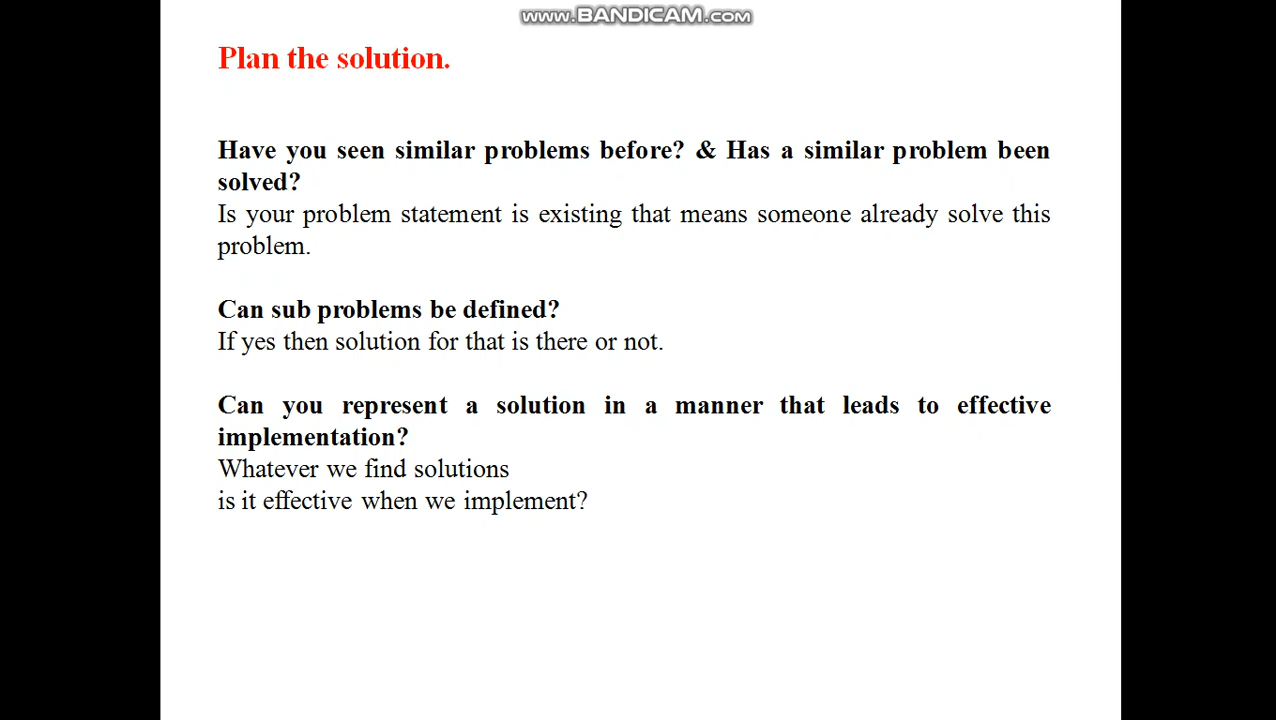 www.BANDICAM.com
Plan the solution.
Have you seen similar problems before? & Has a similar problem been
solved?
Is your problem statement is existing that means someone already solve this
problem.
Can sub problems be defined?
If yes then solution for that is there or not.
Can you represent a solution in a manner that leads to effective
implementation?
Whatever we find solutions
is it effective when we implement?